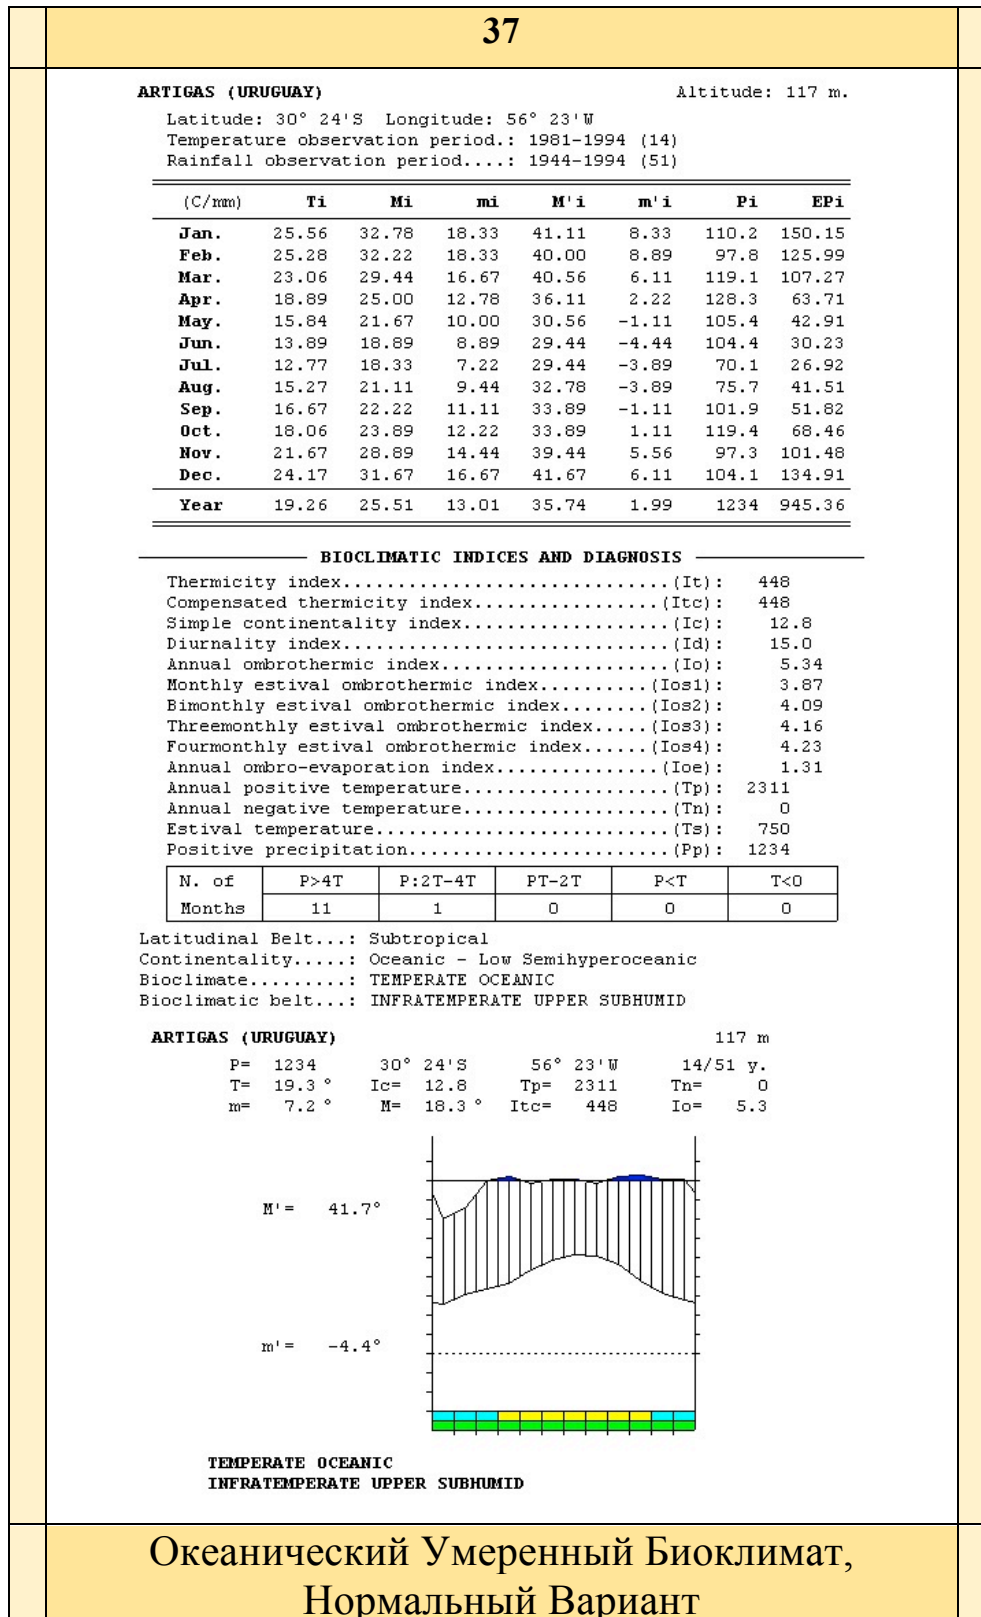 37
ARTIGAS (URUGUAY) Altitude: 117 m.
Latitude: 30° 24'S Longitude: 56° 23'W
Temperature observation period.: 1981-1994 (14)
Rainfall observation period....: 1944-1994 (51)
(C/mm) Ti Mi mi M'i m'i Pi EPi
Jan. 25.56 32.78 18.33 41.11 8.33 110.2 150.15
Feb. 25.28 32.22 18.33 40.00 8.89 97.8 125.99
Mar. 23.06 29.44 16.67 40.56 6.11 119.1 107.27
Apr. 18.89 25.00 12.78 36.11 2.22 128.3 63.71
May. 15.84 21.67 10.00 30.56 -1.11 105.4 42.91
Jun. 13.89 18.89 8.89 29.44 -4.44 104.4 30.23
Jul. 12.77 18.33 7.22 29.44 -3.89 70.1 26.92
Aug. 15.27 21.11 9.44 32.78 -3.89 75.7 41.51
Sep. 16.67 22.22 11.11 33.89 -1.11 101.9 51.82
Oct. 18.06 23.89 12.22 33.89 1.11 119.4 68.46
Nov. 21.67 28.89 14.44 39.44 5.56 97.3 101.48
Dec. 24.17 31.67 16.67 41.67 6.11 104.1 134.91
Year 19.26 25.51 13.01 35.74 1.99 1234 945.36
BIOCLIMATIC INDICES AND DIAGNOSIS
Thermicity index..............................(It): 448
Compensated thermicity index.................(Itc): 448
Simple continentality index...................(Ic): 12.8
Diurnality index..............................(Id): 15.0
Annual ombrothermic index.....................(Io): 5.34
Monthly estival ombrothermic index..........(Ios1): 3.87
Bimonthly estival ombrothermic index........(Ios2): 4.09
Threemonthly estival ombrothermic index.....(Ios3): 4.16
Fourmonthly estival ombrothermic index......(Ios4): 4.23
Annual ombro-evaporation index...............(Ioe): 1.31
Annual positive temperature...................(Tp): 2311
Annual negative temperature...................(Tn): 0
Estival temperature...........................(Ts): 750
Positive precipitation........................(Pp): 1234
N. of P>4T P:2T-4T PT-2T P<T T<0
Months 11 1 0 0 0
Latitudinal Belt...: Subtropical
Continentality.....: Oceanic - Low Semihyperoceanic
Bioclimate.........: TEMPERATE OCEANIC
Bioclimatic belt...: INFRATEMPERATE UPPER SUBHUMID
ARTIGAS (URUGUAY) 117 m
P= 1234 30° 24'S 56° 23'W 14/51 y.
T= 19.3 ° Ic= 12.8 Tp= 2311 Tn= 0
m= 7.2 ° M= 18.3 ° Itc= 448 Io= 5.3
M'= 41.7°
m'= -4.4°
TEMPERATE OCEANIC
INFRATEMPERATE UPPER SUBHUMID
Океанический Умеренный Биоклимат,
Нормальный Вариант